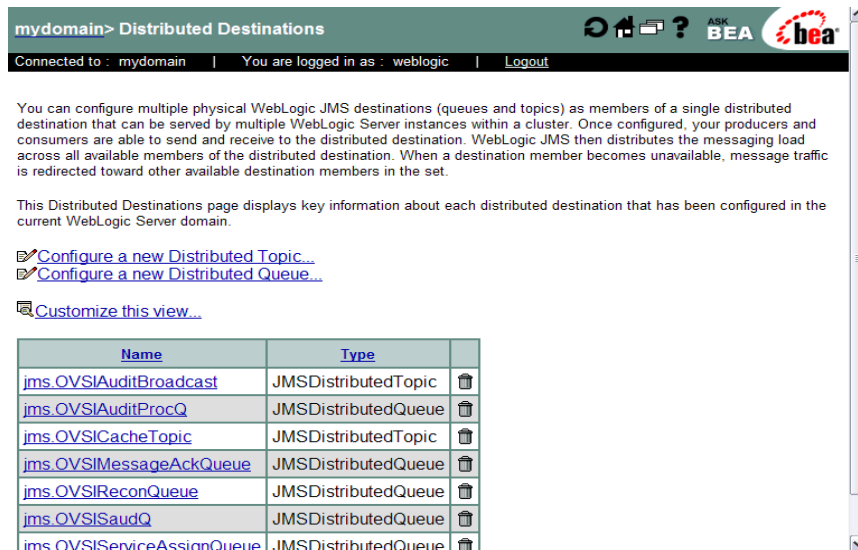 mydomain> Distributed Destinations
? ASK BEA bea
Connected to : mydomain | You are logged in as : weblogic | Logout
You can configure multiple physical WebLogic JMS destinations (queues and topics) as members of a single distributed
destination that can be served by multiple WebLogic Server instances within a cluster. Once configured, your producers and
consumers are able to send and receive to the distributed destination. WebLogic JMS then distributes the messaging load
across all available members of the distributed destination. When a destination member becomes unavailable, message traffic
is redirected toward other available destination members in the set.
This Distributed Destinations page displays key information about each distributed destination that has been configured in the
current WebLogic Server domain.
Configure a new Distributed Topic...
Configure a new Distributed Queue...
Customize this view...
Name Type
jms.OVSIAuditBroadcast JMSDistributedTopic
jms.OVSIAuditProcQ JMSDistributedQueue
jms.OVSICacheTopic JMSDistributedTopic
jms.OVSIMessageAckQueue JMSDistributedQueue
jms.OVSIReconQueue JMSDistributedQueue
jms.OVSISaudQ JMSDistributedQueue
jms.OVSIServiceAssignQueue JMSDistributedQueue